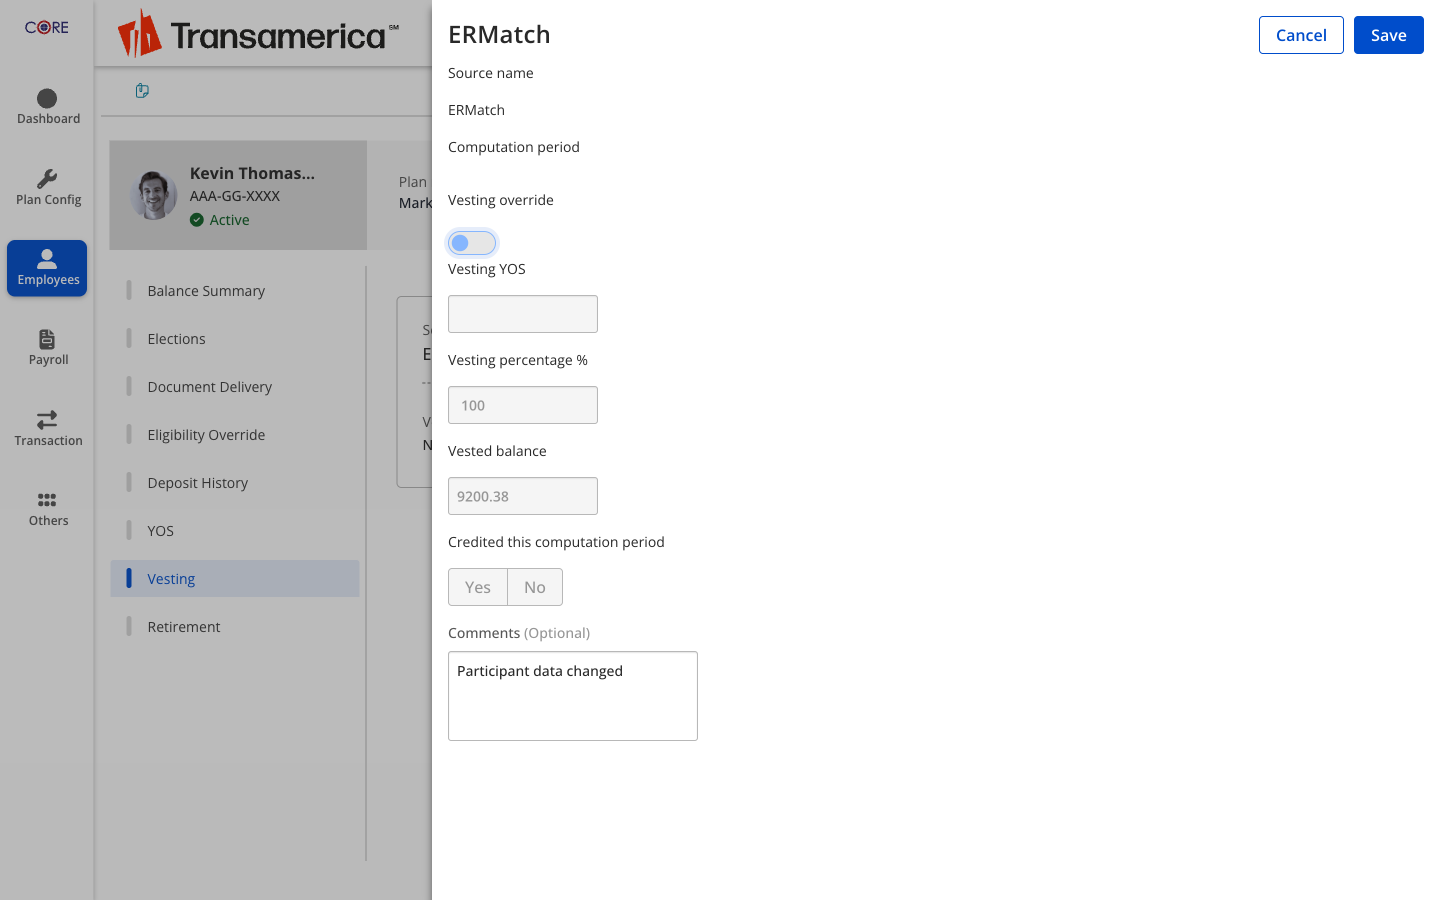 CORE
Transamerica℠
Dashboard
Plan Config
Employees
Payroll
Transaction
Others
Kevin Thomas...
AAA-GG-XXXX
Active
Plan
Mark
Balance Summary
Elections
Document Delivery
Eligibility Override
Deposit History
YOS
Vesting
Retirement
ERMatch
Cancel
Save
Source name
ERMatch
Computation period
Vesting override
Vesting YOS
Vesting percentage %
100
Vested balance
9200.38
Credited this computation period
Yes No
Comments (Optional)
Participant data changed